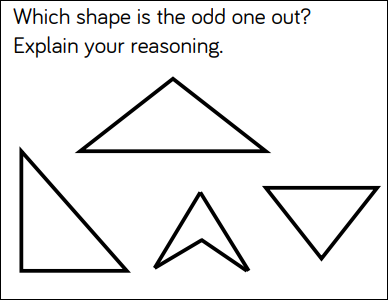 Which shape is the odd one out?
Explain your reasoning.